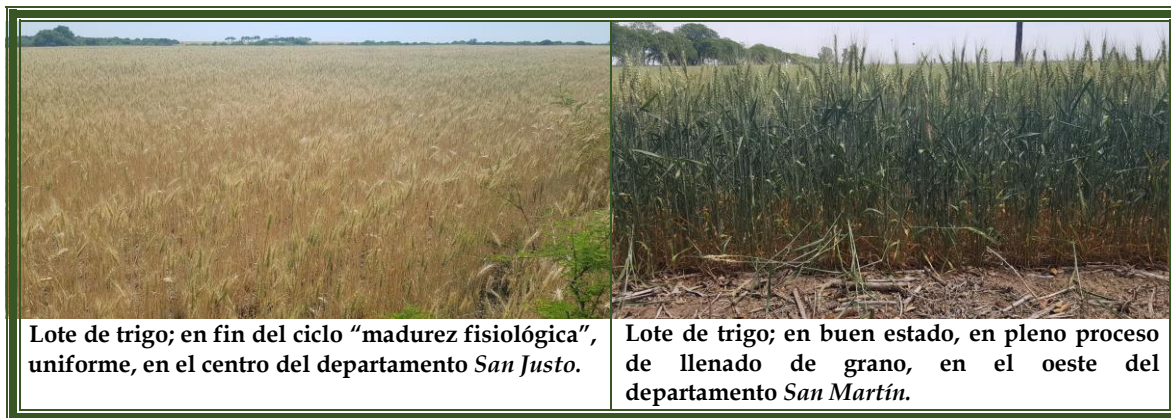 Lote de trigo; en fin del ciclo “madurez fisiológica”,
uniforme, en el centro del departamento San Justo.
Lote de trigo; en buen estado, en pleno proceso
de llenado de grano, en el oeste del
departamento San Martín.